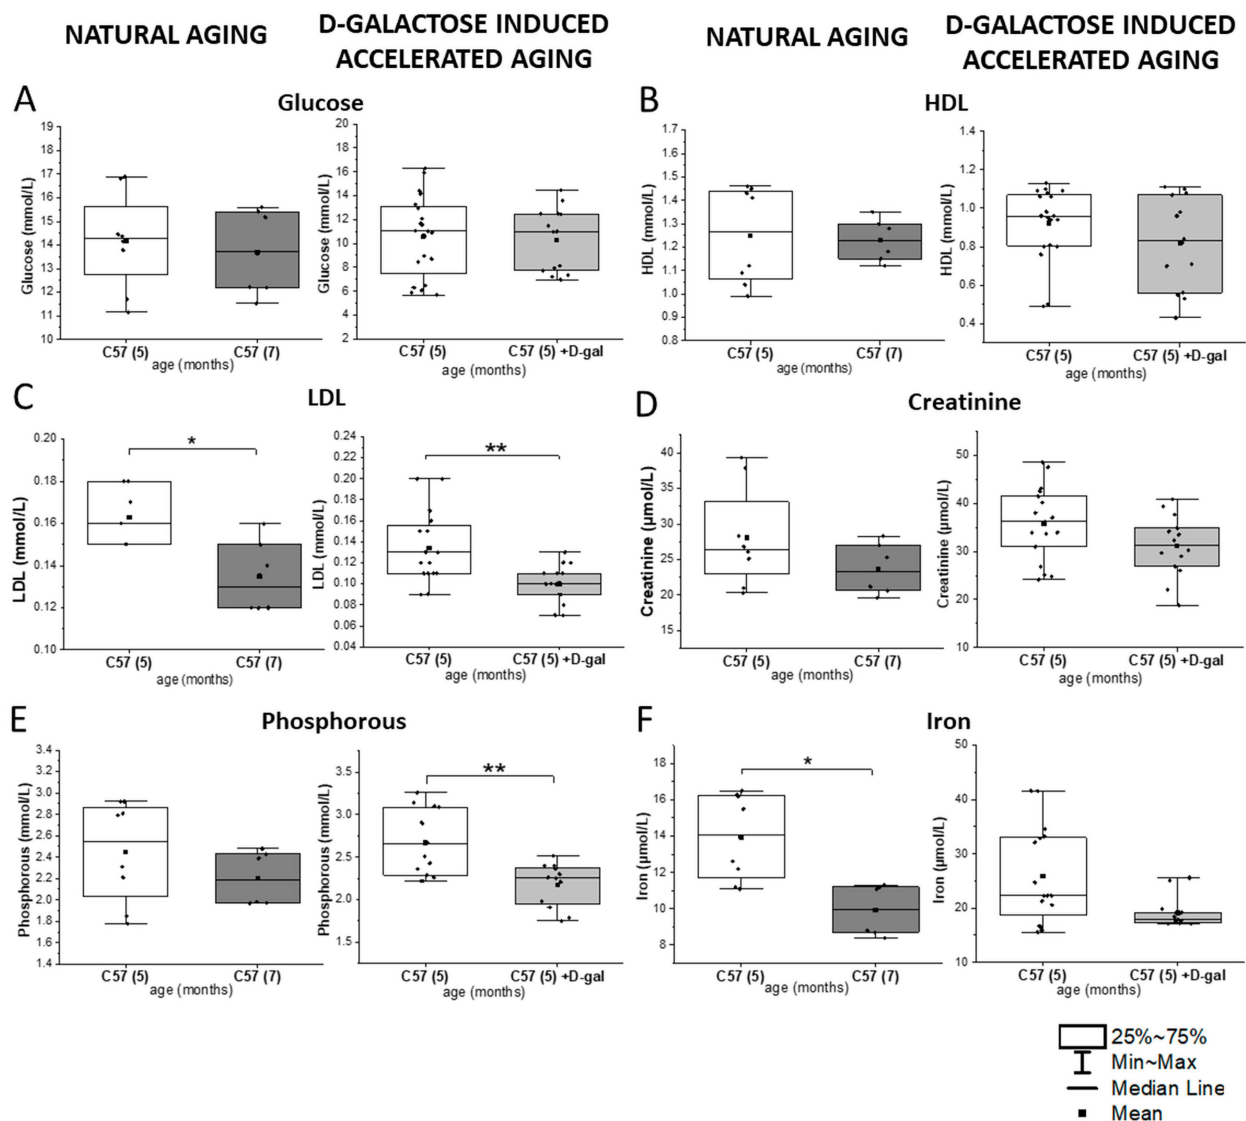 NATURAL AGING
D-GALACTOSE INDUCED
ACCELERATED AGING
NATURAL AGING
D-GALACTOSE INDUCED
ACCELERATED AGING
A
Glucose
Glucose (mmol/L)
19
18
17
16
15
14
13
12
11
10
C57 (5)
C57 (7)
age (months)
Glucose (mmol/L)
20
18
16
14
12
10
8
6
4
2
C57 (5)
C57 (5) +D-gal
age (months)
B
HDL
HDL (mmol/L)
1.7
1.6
1.5
1.4
1.3
1.2
1.1
1.0
0.9
0.8
C57 (5)
C57 (7)
age (months)
HDL (mmol/L)
1.4
1.2
1.0
0.8
0.6
0.4
C57 (5)
C57 (5) +D-gal
age (months)
C
LDL
LDL (mmol/L)
0.20
0.18
0.16
0.14
0.12
0.10
*
C57 (5)
C57 (7)
age (months)
LDL (mmol/L)
0.24
0.22
0.20
0.18
0.16
0.14
0.12
0.10
0.08
0.06
0.04
**
C57 (5)
C57 (5) +D-gal
age (months)
D
Creatinine
Creatinine (µmol/L)
40
35
30
25
20
15
C57 (5)
C57 (7)
age (months)
Creatinine (µmol/L)
50
40
30
20
10
C57 (5)
C57 (5) +D-gal
age (months)
E
Phosphorous
Phosphorous (mmol/L)
3.4
3.2
3.0
2.8
2.6
2.4
2.2
2.0
1.8
1.6
1.4
C57 (5)
C57 (7)
age (months)
Phosphorous (mmol/L)
3.5
3.0
2.5
2.0
1.5
**
C57 (5)
C57 (5) +D-gal
age (months)
F
Iron
Iron (µmol/L)
18
16
14
12
10
8
*
C57 (5)
C57 (7)
age (months)
Iron (µmol/L)
50
40
30
20
10
C57 (5)
C57 (5) +D-gal
age (months)
25%~75%
Min~Max
Median Line
Mean